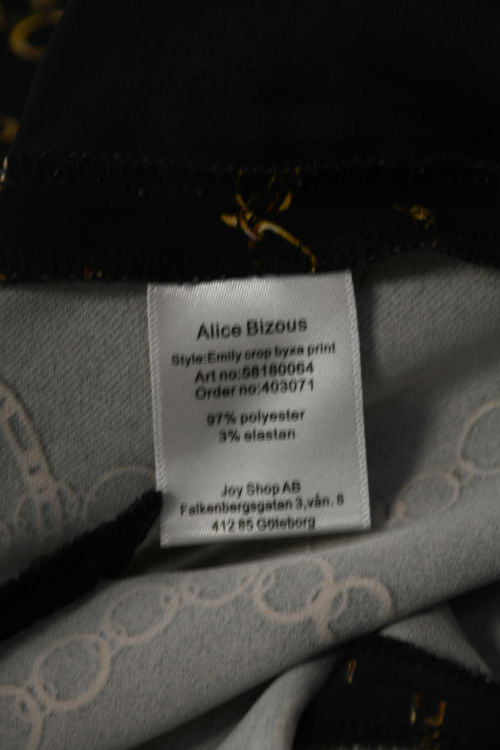 Alice Bizous
Style:Emily crop byxa print
Art no:58180064
Order no:403071
97% polyester
3% elastan
Joy Shop AB
Falkenbergsgatan 3,vån. 8
412 85 Göteborg